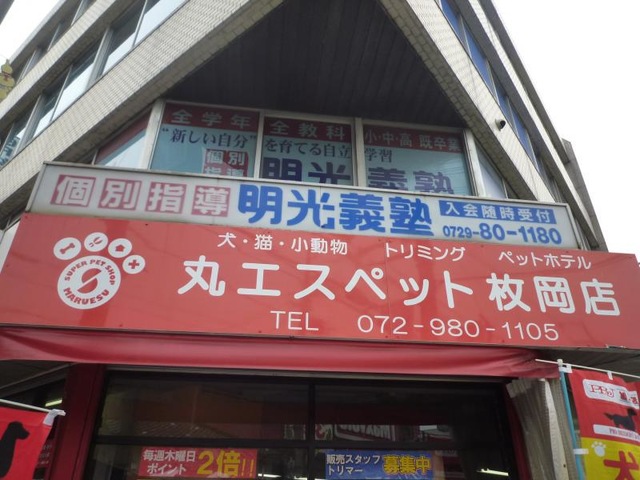 全学年
全教科
小・中・高 既卒業
"新しい自分"を育てる自立学習
個別
指導
明光義塾
個別指導 明光義塾 入会随時受付
0729-80-1180
犬・猫・小動物 トリミング ペットホテル
SUPER PET SHOP
MARUESU
丸エスペット 枚岡店
TEL 072-980-1105
毎週木曜日
ポイント 2倍!!
販売スタッフ
トリマー 募集中
犬